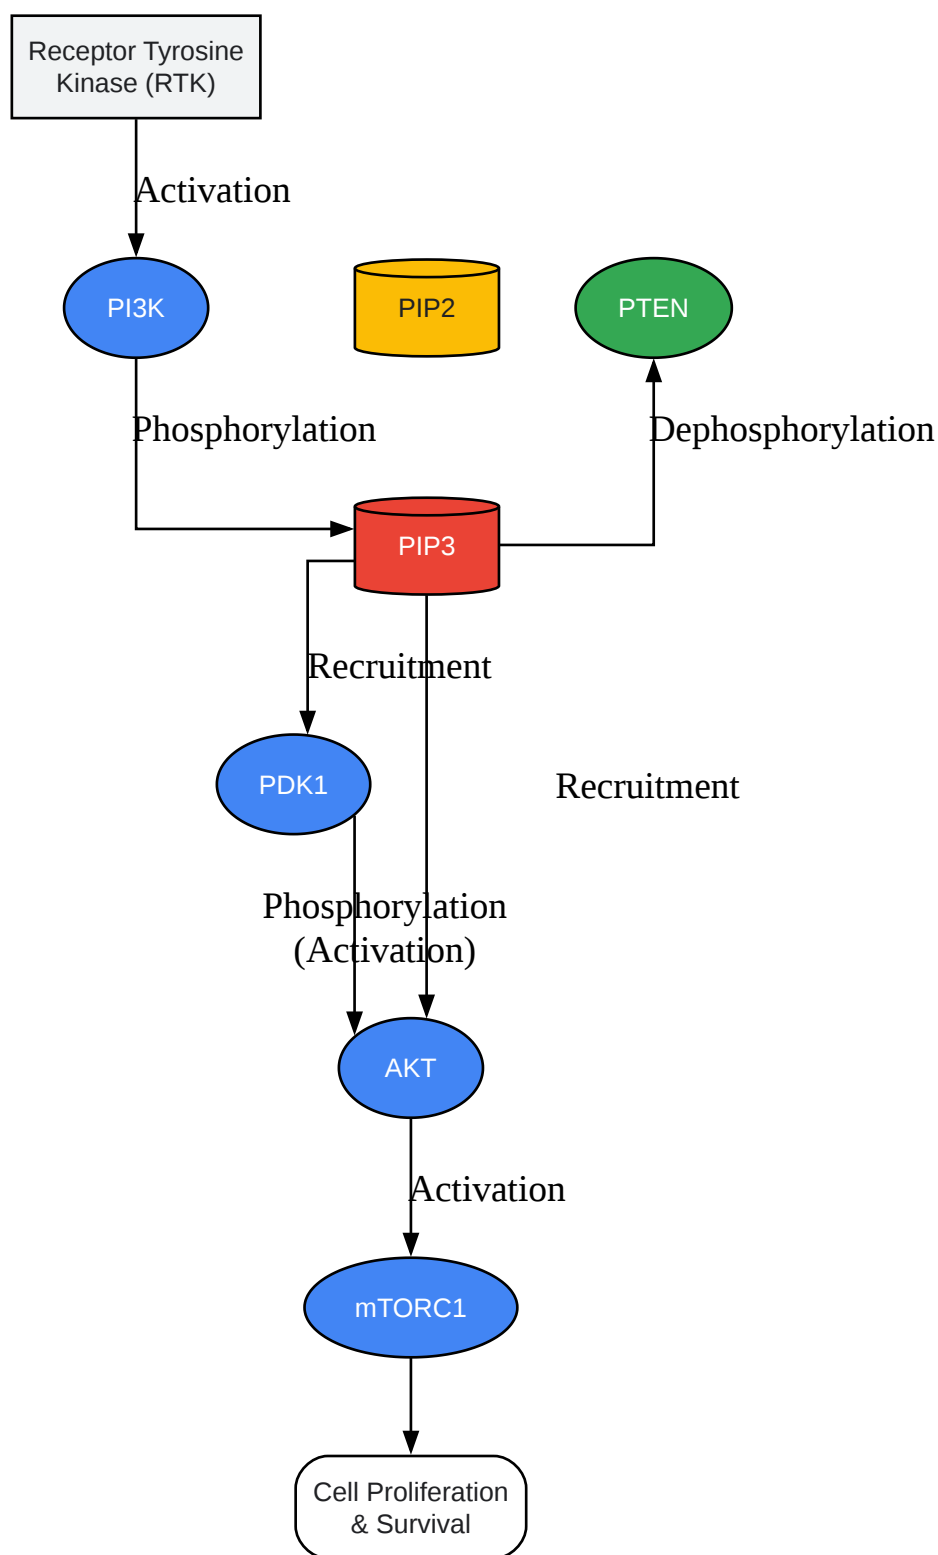 Receptor Tyrosine
Kinase (RTK)
Activation
PI3K
PIP2
PTEN
Phosphorylation
Dephosphorylation
PIP3
Recruitment
PDK1
Recruitment
Phosphorylation
(Activation)
AKT
Activation
mTORC1
Cell Proliferation
& Survival